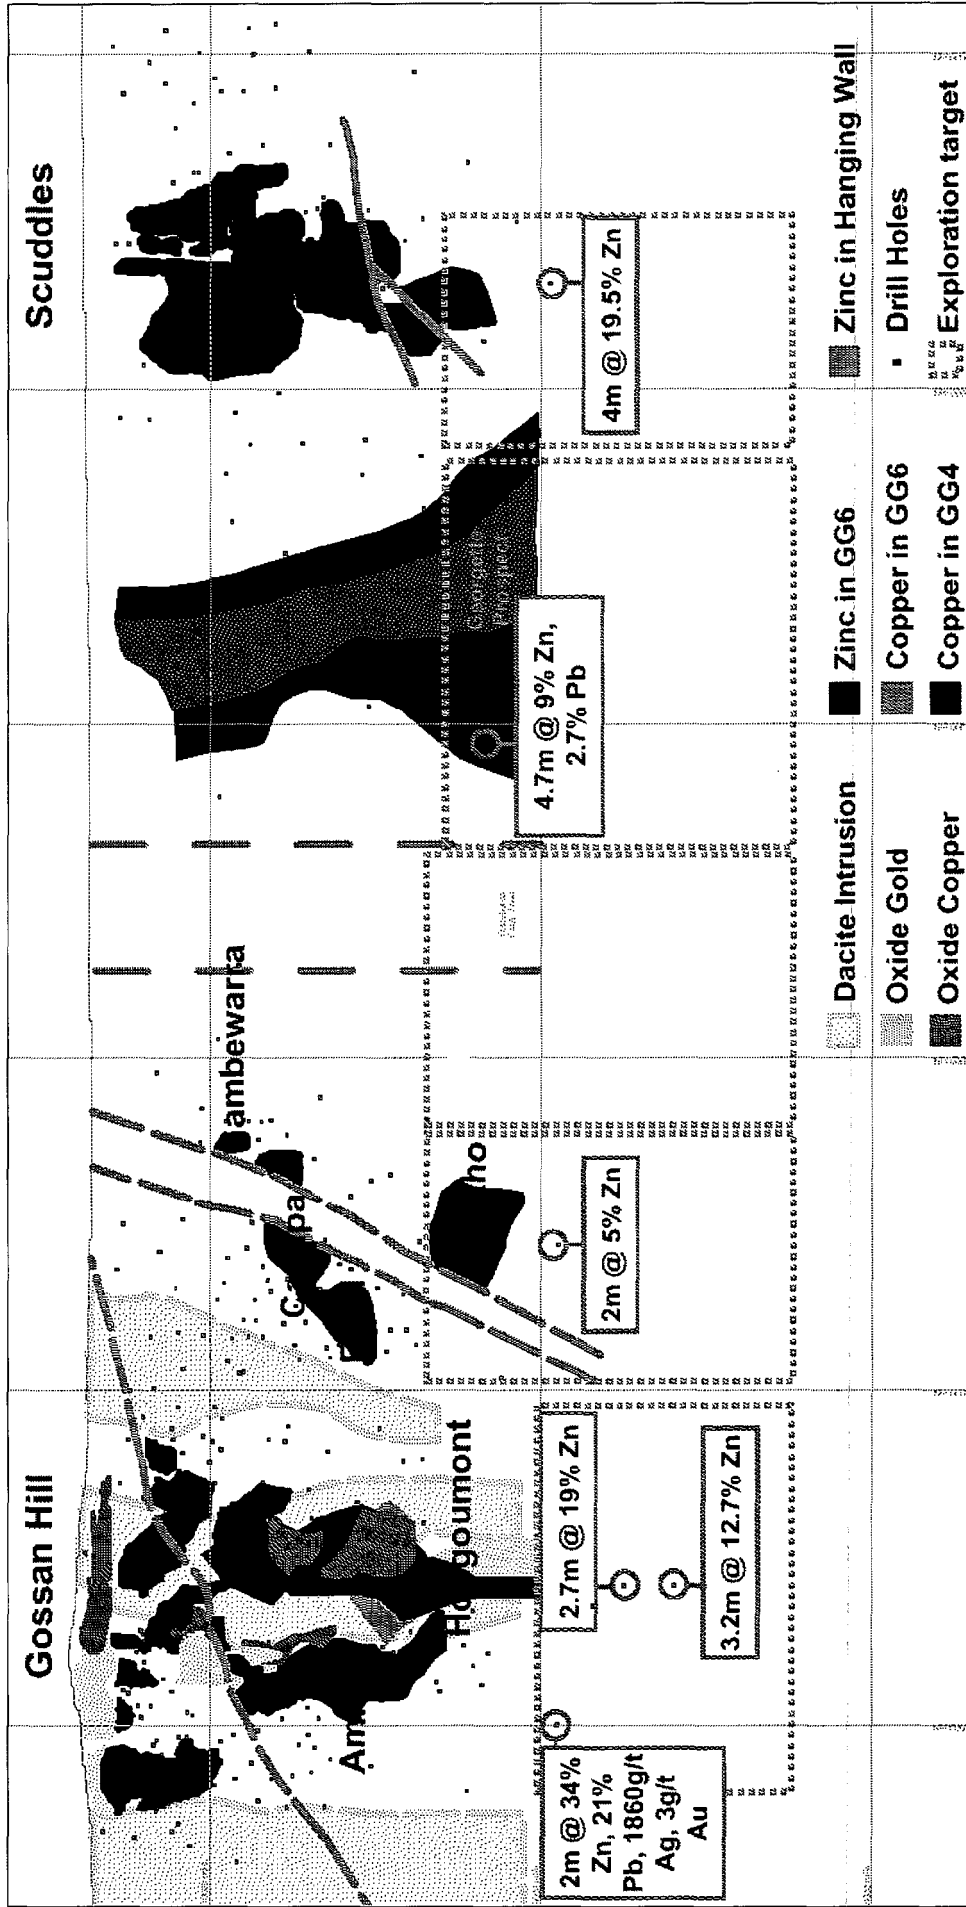 Gossan Hill
Scuddles
ambewarta
Hougoumont
2m @ 34%
Zn, 21%
Pb, 1860g/t
Ag, 3g/t
Au
2.7m @ 19% Zn
3.2m @ 12.7% Zn
2m @ 5% Zn
4.7m @ 9% Zn,
2.7% Pb
4m @ 19.5% Zn
Dacite Intrusion
Zinc in GG6
Zinc in Hanging Wall
Oxide Gold
Copper in GG6
Drill Holes
Oxide Copper
Copper in GG4
Exploration target